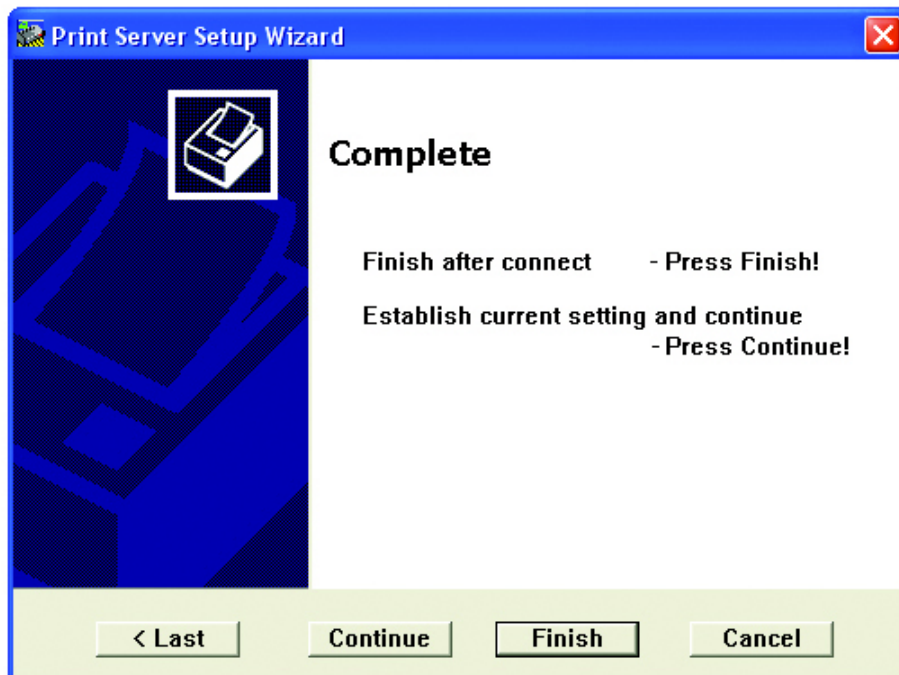 Print Server Setup Wizard
Complete
Finish after connect - Press Finish!
Establish current setting and continue
- Press Continue!
< Last Continue Finish Cancel